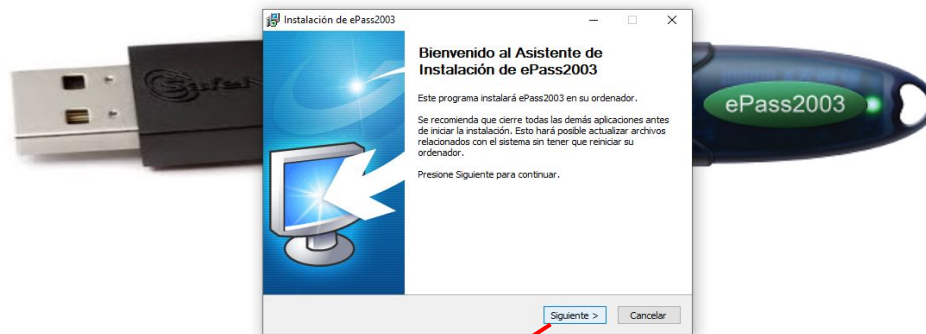 Instalación de ePass2003
Bienvenido al Asistente de
Instalación de ePass2003
Este programa instalará ePass2003 en su ordenador.
Se recomienda que cierre todas las demás aplicaciones antes
de iniciar la instalación. Esto hará posible actualizar archivos
relacionados con el sistema sin tener que reiniciar su
ordenador.
Presione Siguiente para continuar.
ePass2003
Siguiente >
Cancelar